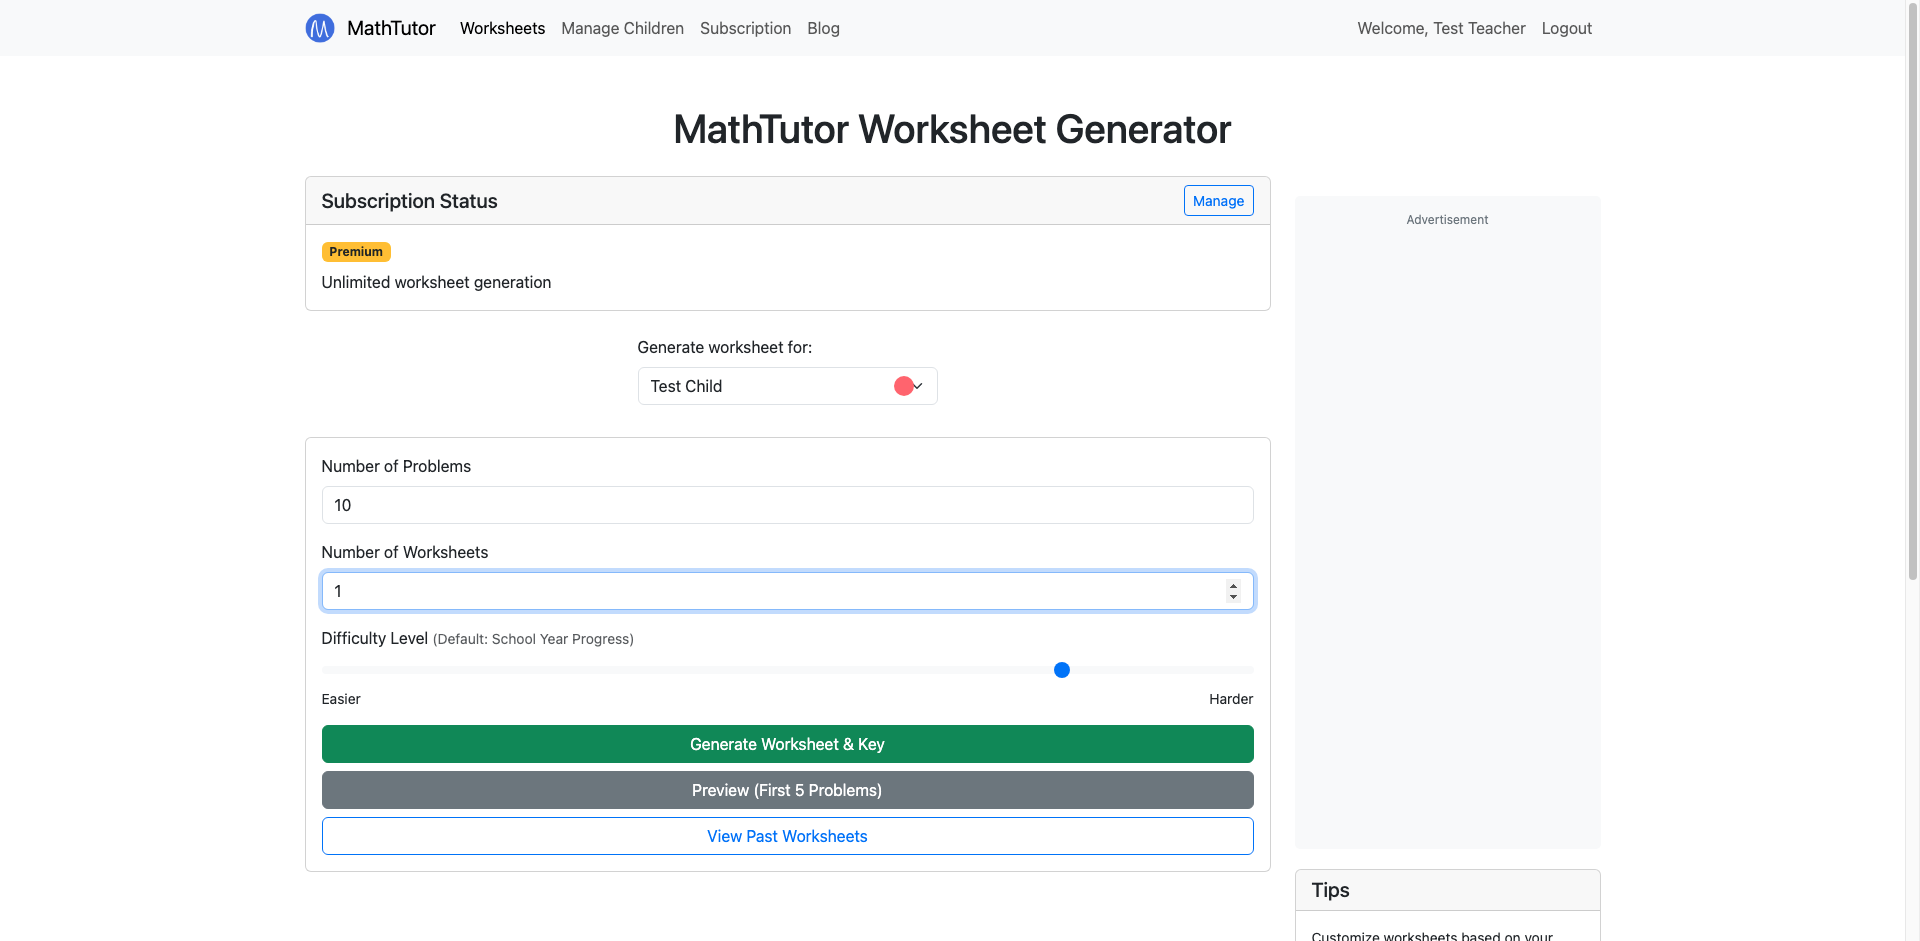 MathTutor Worksheets Manage Children Subscription Blog Welcome, Test Teacher Logout
MathTutor Worksheet Generator
Subscription Status Manage
Premium
Unlimited worksheet generation
Advertisement
Generate worksheet for:
Test Child
Number of Problems
10
Number of Worksheets
1
Difficulty Level (Default: School Year Progress)
Easier Harder
Generate Worksheet & Key
Preview (First 5 Problems)
View Past Worksheets
Tips
Customize worksheets based on your